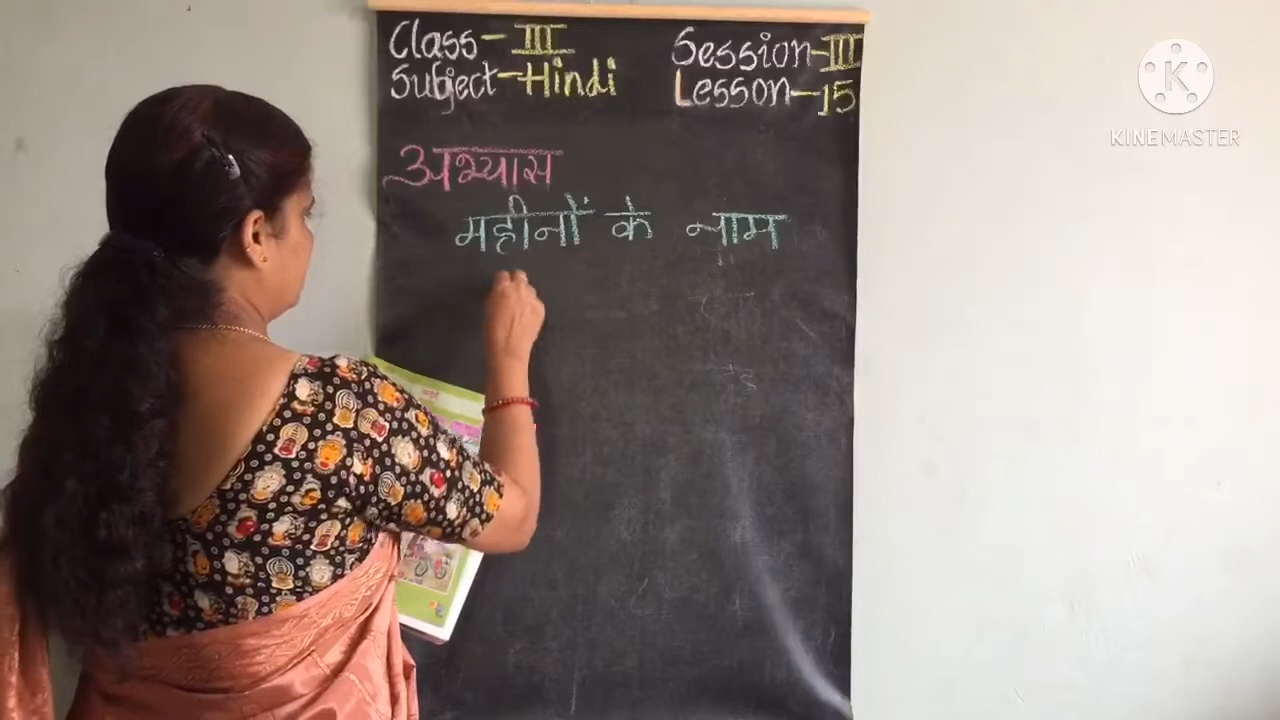 Class - III
Session - III
Subject - Hindi
Lesson - 15
अभ्यास
महीनों के नाम
KINEMASTER